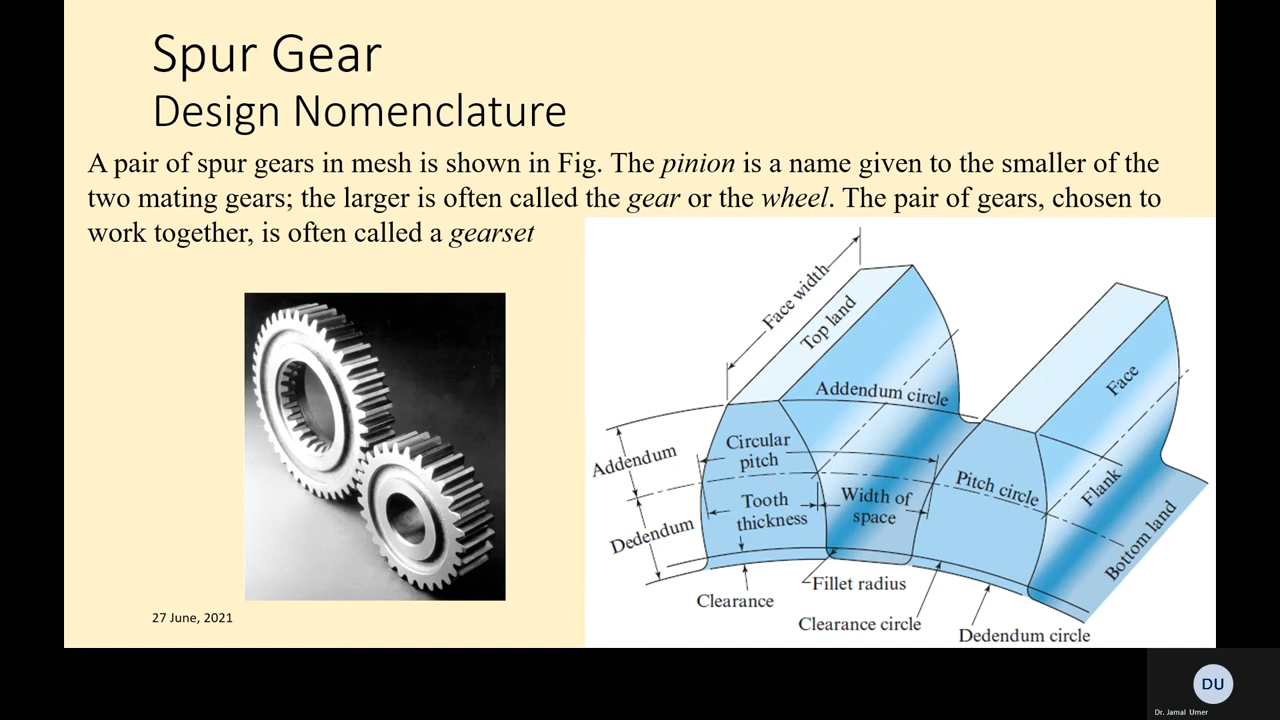 Spur Gear
Design Nomenclature
A pair of spur gears in mesh is shown in Fig. The pinion is a name given to the smaller of the
two mating gears; the larger is often called the gear or the wheel. The pair of gears, chosen to
work together, is often called a gearset
Face width
Top land
Face
Addendum circle
Circular
pitch
Addendum
Pitch circle
Flank
Tooth
thickness
Width of
space
Dedendum
Bottom land
Fillet radius
Clearance
Clearance circle
Dedendum circle
27 June, 2021
DU
Dr. Jamal Umer